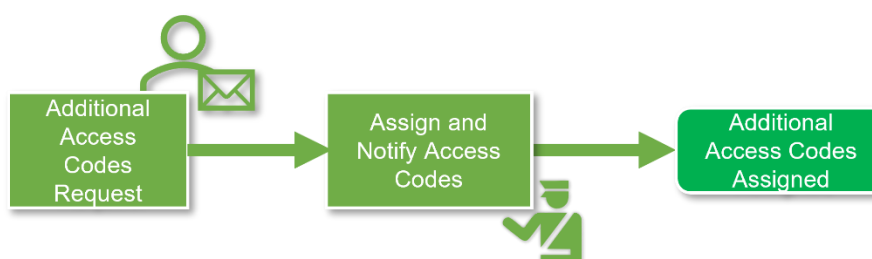 Additional
Access
Codes
Request
Assign and
Notify Access
Codes
Additional
Access Codes
Assigned